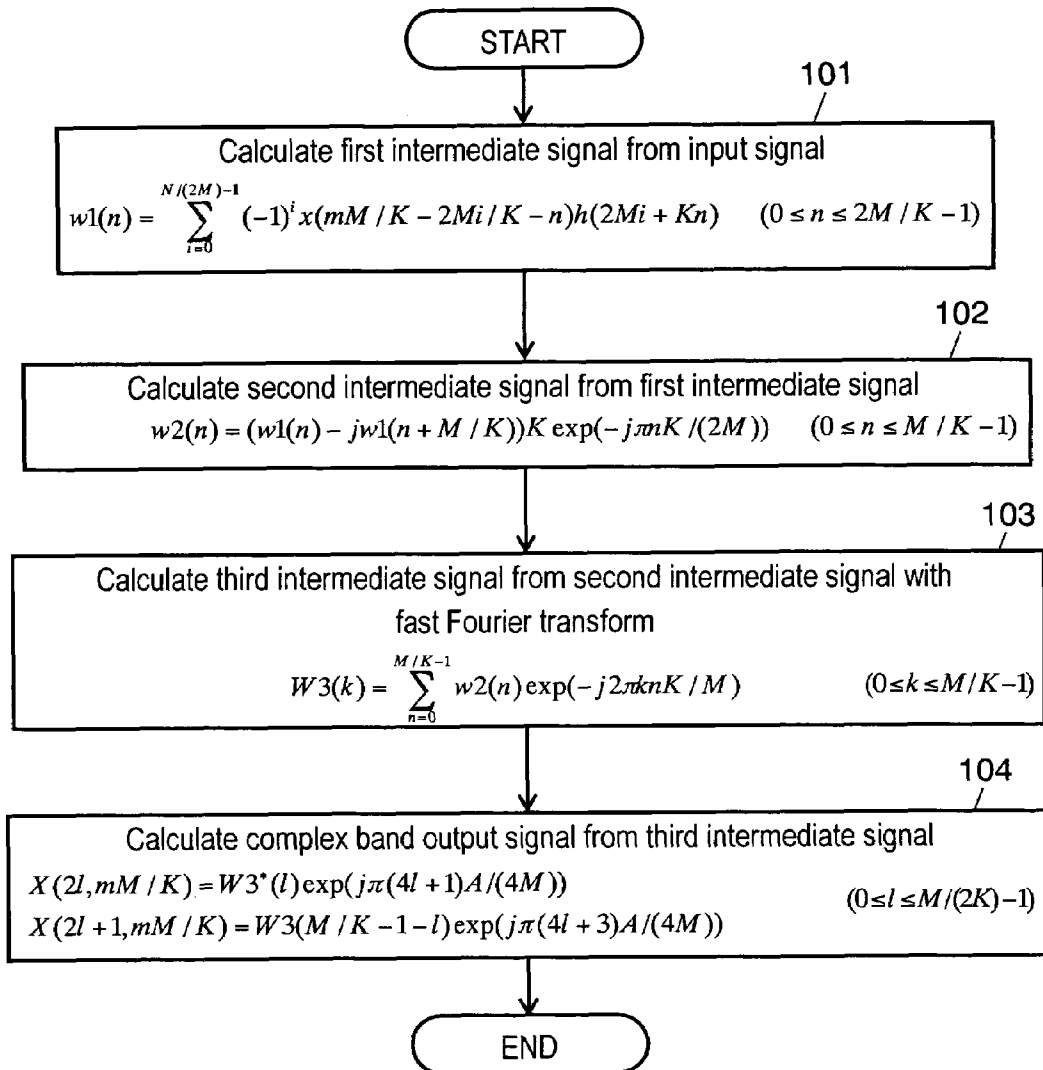 START
101
Calculate first intermediate signal from input signal
w1(n) = \sum_{i=0}^{N/(2M)-1} (-1)^i x(mM/K - 2Mi/K - n)h(2Mi + Kn) (0 ≤ n ≤ 2M/K-1)
102
Calculate second intermediate signal from first intermediate signal
w2(n) = (w1(n) - jw1(n + M/K))K exp(-jπnK/(2M)) (0 ≤ n ≤ M/K-1)
103
Calculate third intermediate signal from second intermediate signal with
fast Fourier transform
W3(k) = \sum_{n=0}^{M/K-1} w2(n) exp(-j2πknK/M) (0≤k≤M/K-1)
104
Calculate complex band output signal from third intermediate signal
X(2l, mM/K) = W3*(l) exp(jπ(4l+1)A/(4M))
X(2l+1, mM/K) = W3(M/K-1-l) exp(jπ(4l+3)A/(4M))
(0≤l≤M/(2K)-1)
END